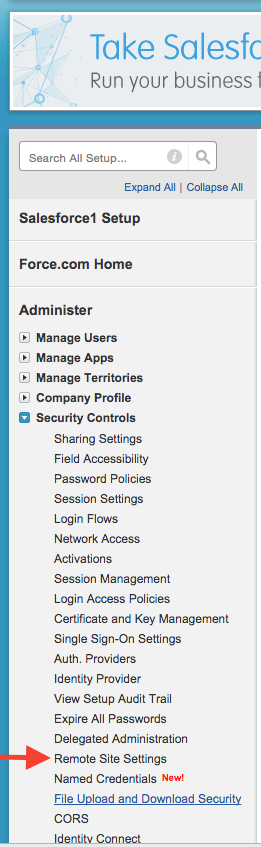 Take Salesfo
Run your business f
Search All Setup...
Expand All | Collapse All
Salesforce1 Setup
Force.com Home
Administer
Manage Users
Manage Apps
Manage Territories
Company Profile
Security Controls
Sharing Settings
Field Accessibility
Password Policies
Session Settings
Login Flows
Network Access
Activations
Session Management
Login Access Policies
Certificate and Key Management
Single Sign-On Settings
Auth. Providers
Identity Provider
View Setup Audit Trail
Expire All Passwords
Delegated Administration
Remote Site Settings
Named Credentials New!
File Upload and Download Security
CORS
Identity Connect